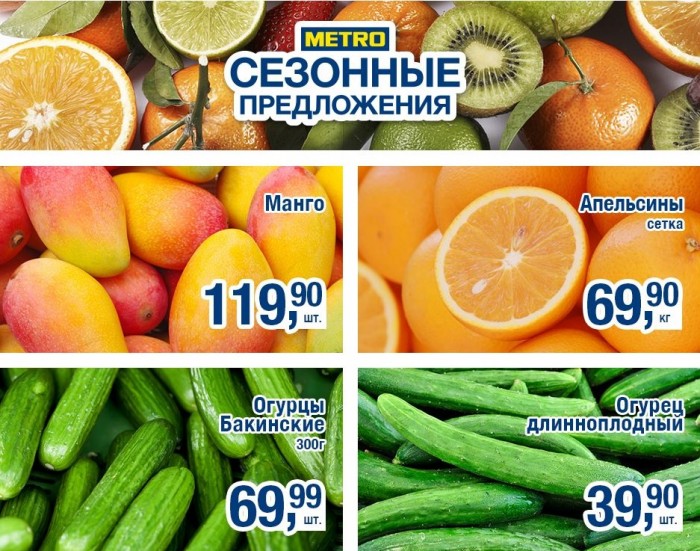 METRO
СЕЗОННЫЕ
ПРЕДЛОЖЕНИЯ
Манго
119,90
шт.
Апельсины
сетка
69,90
кг
Огурцы
Бакинские
300г
69,99
шт.
Огурец
длинноплодный
39,90
шт.